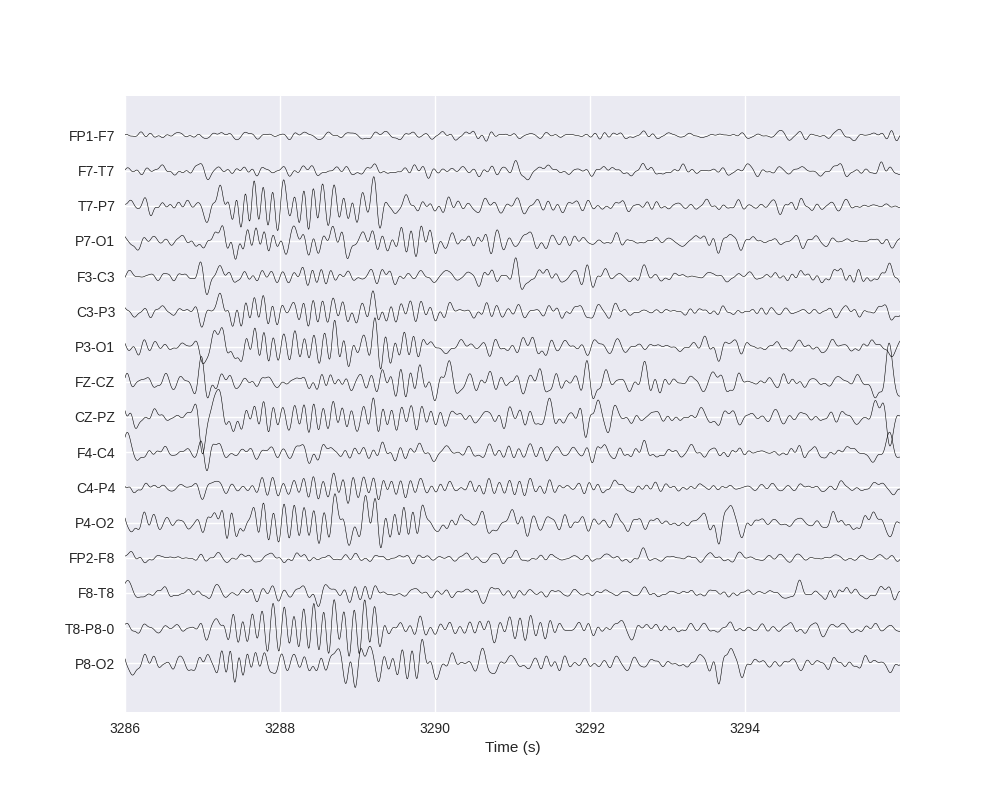 FP1-F7
F7-T7
T7-P7
P7-O1
F3-C3
C3-P3
P3-O1
FZ-CZ
CZ-PZ
F4-C4
C4-P4
P4-O2
FP2-F8
F8-T8
T8-P8-0
P8-O2
3286 3288 3290 3292 3294
Time (s)